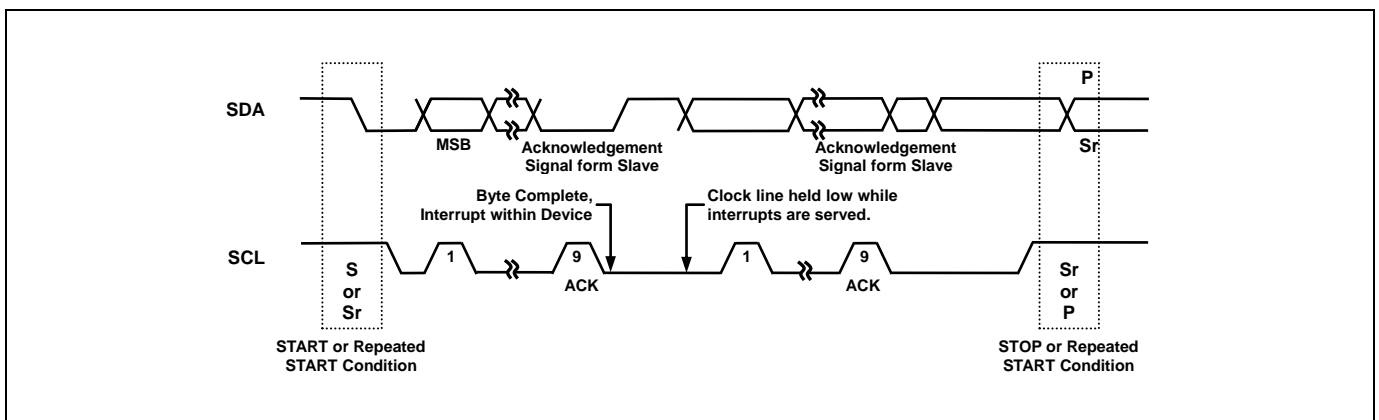 P
SDA
MSB
Acknowledgement
Signal form Slave
Acknowledgement
Signal form Slave
Sr
Byte Complete,
Interrupt within Device
Clock line held low while
interrupts are served.
SCL
S
or
Sr
1
9
ACK
1
9
ACK
Sr
or
P
START or Repeated
START Condition
STOP or Repeated
START Condition